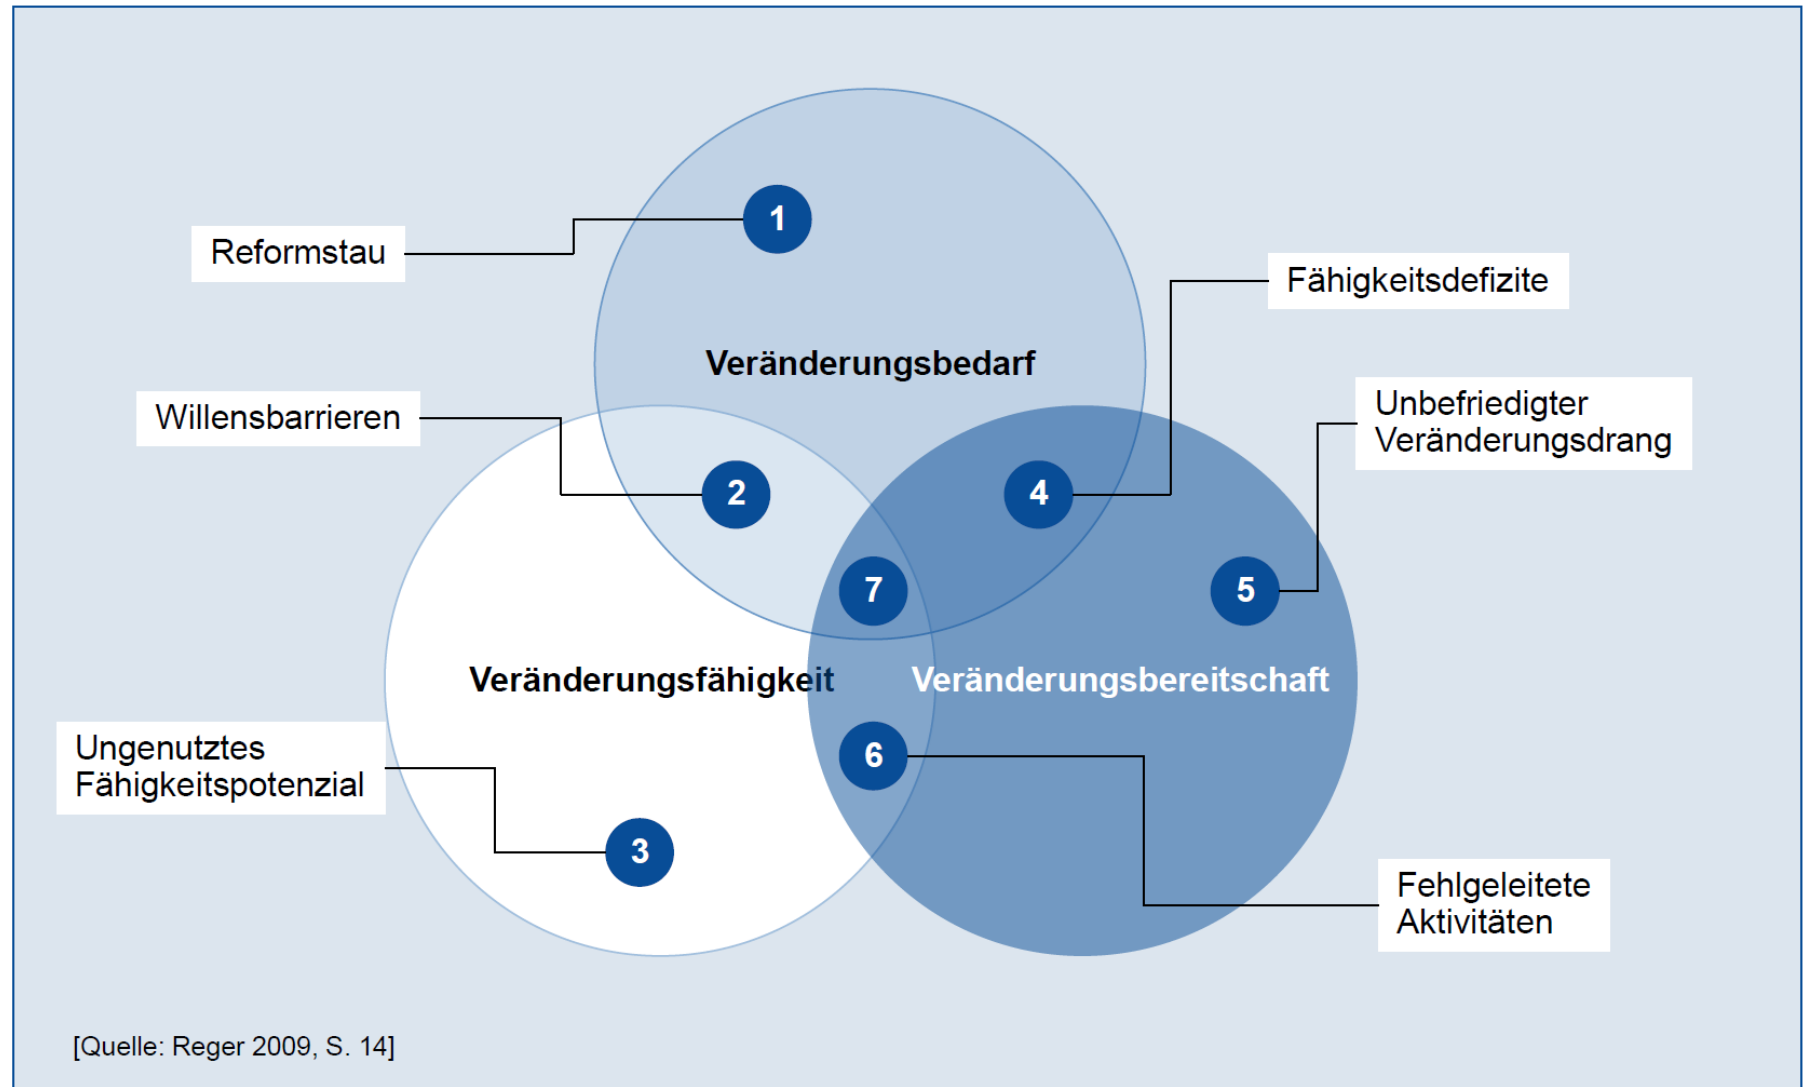 1
Reformstau
Fähigkeitsdefizite
Veränderungsbedarf
Willensbarrieren
Unbefriedigter
Veränderungsdrang
2
4
7
5
Veränderungsfähigkeit
Veränderungsbereitschaft
Ungenutztes
Fähigkeitspotenzial
6
3
Fehlgeleitete
Aktivitäten
[Quelle: Reger 2009, S. 14]